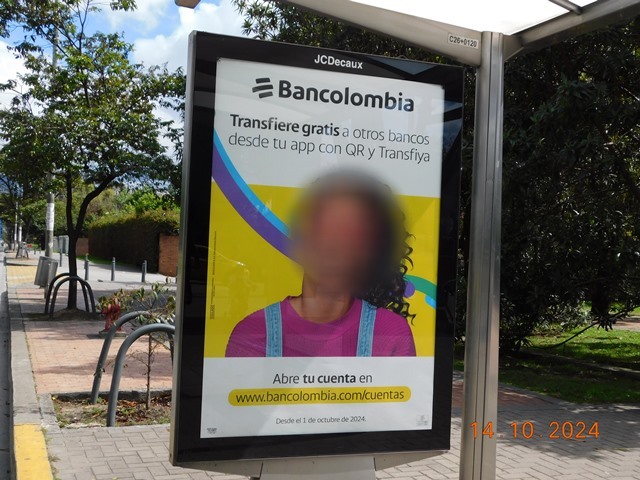 C26+0120
JCDecaux
Bancolombia
Transfiere gratis a otros bancos
desde tu app con QR y Transfiya
Abre tu cuenta en
www.bancolombia.com/cuentas
Desde el 1 de octubre de 2024.
14.10.2024